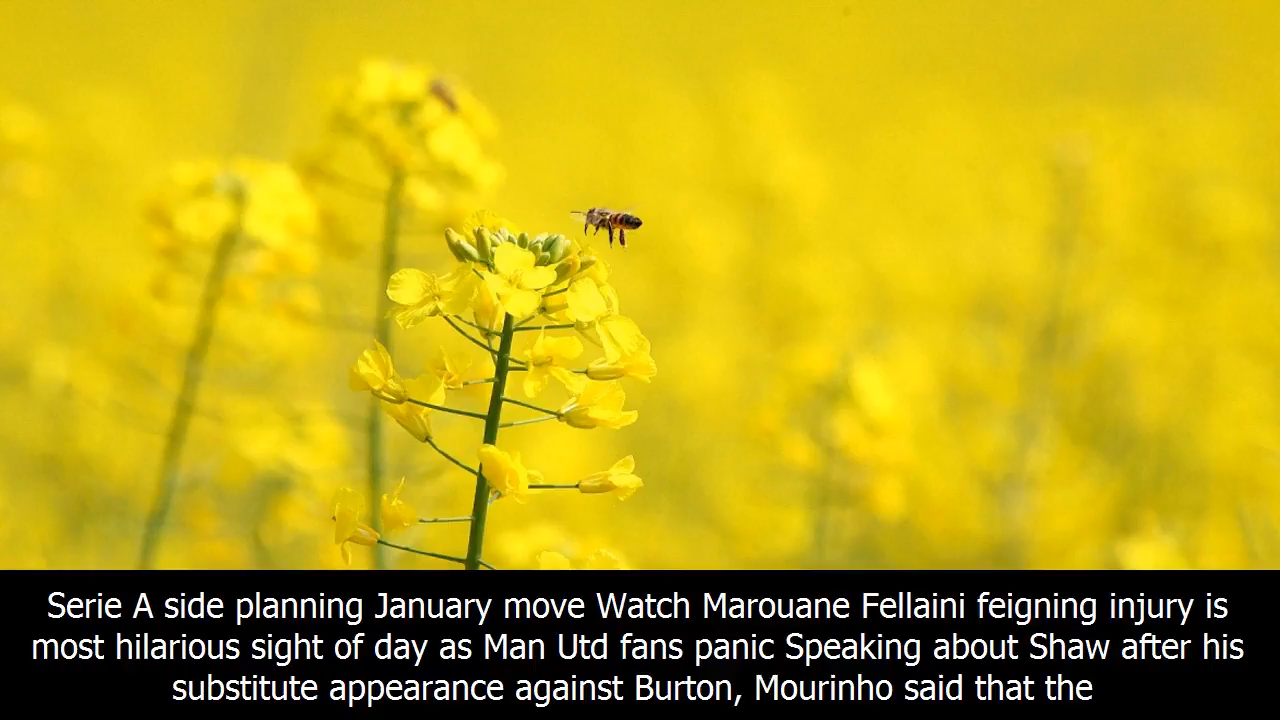 Serie A side planning January move Watch Marouane Fellaini feigning injury is
most hilarious sight of day as Man Utd fans panic Speaking about Shaw after his
substitute appearance against Burton, Mourinho said that the